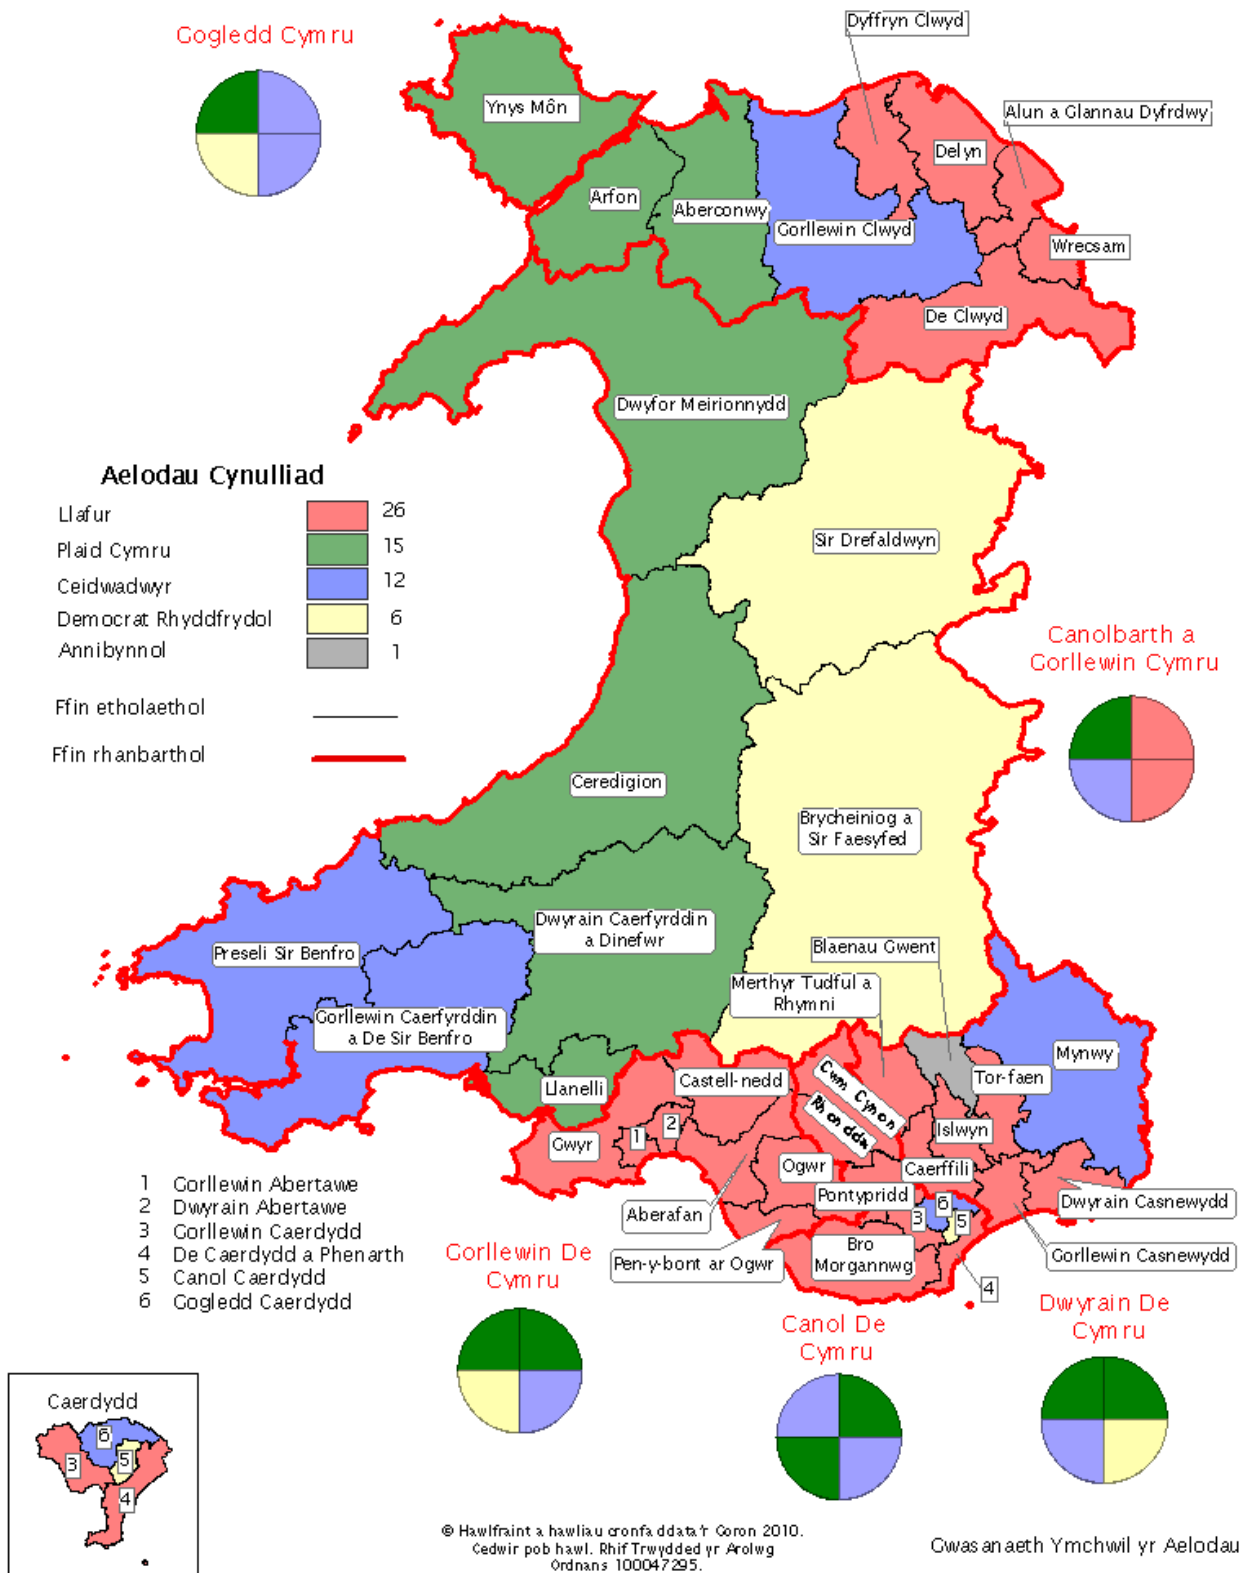 Gogledd Cymru
Dyffryn Clwyd
Ynys Môn
Alun a Glannau Dyfrdwy
Delyn
Arfon
Aberconwy
Gorllewin Clwyd
Wrecsam
De Clwyd
Dwyfor Meirionnydd
Aelodau Cynulliad
Llafur 26
Plaid Cymru 15
Ceidwadwyr 12
Democrat Rhyddfrydol 6
Annibynnol 1
Ffin etholaethol
Ffin rhanbarthol
Sir Drefaldwyn
Canolbarth a
Gorllewin Cymru
Ceredigion
Brycheiniog a
Sir Faesyfed
Dwyrain Caerfyrddin
a Dinefwr
Preseli Sir Benfro
Blaenau Gwent
Merthyr Tudful a
Rhymni
Gorllewin Caerfyrddin
a De Sir Benfro
Mynwy
Tor-faen
Llanelli
Castell-nedd
Cwm Cynon
Rhondda
Islwyn
Gwyr
1
2
Ogwr
Caerffili
Pontypridd
3
6
5
4
Dwyrain Casnewydd
Aberafan
Gorllewin Casnewydd
Pen-y-bont ar Ogwr
Bro
Morgannwg
1 Gorllewin Abertawe
2 Dwyrain Abertawe
3 Gorllewin Caerdydd
4 De Caerdydd a Phenarth
5 Canol Caerdydd
6 Gogledd Caerdydd
Gorllewin De
Cymru
Canol De
Cymru
Dwyrain De
Cymru
Caerdydd
6
5
3
4
© Hawlfraint a hawliau cronfa ddata'r Goron 2010.
Cedwir pob hawl. Rhif Trwydded yr Arolwg
Ordnans 100047295.
Gwasanaeth Ymchwil yr Aelodau